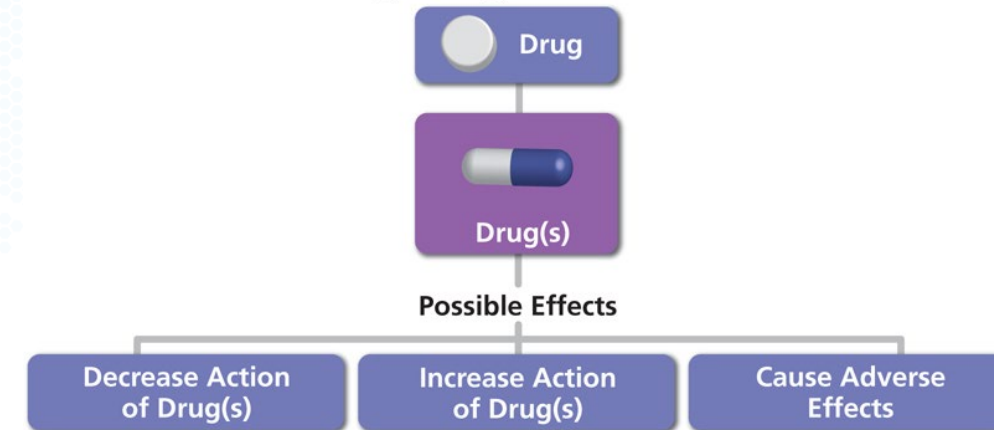 Drug
Drug(s)
Possible Effects
Decrease Action
of Drug(s)
Increase Action
of Drug(s)
Cause Adverse
Effects